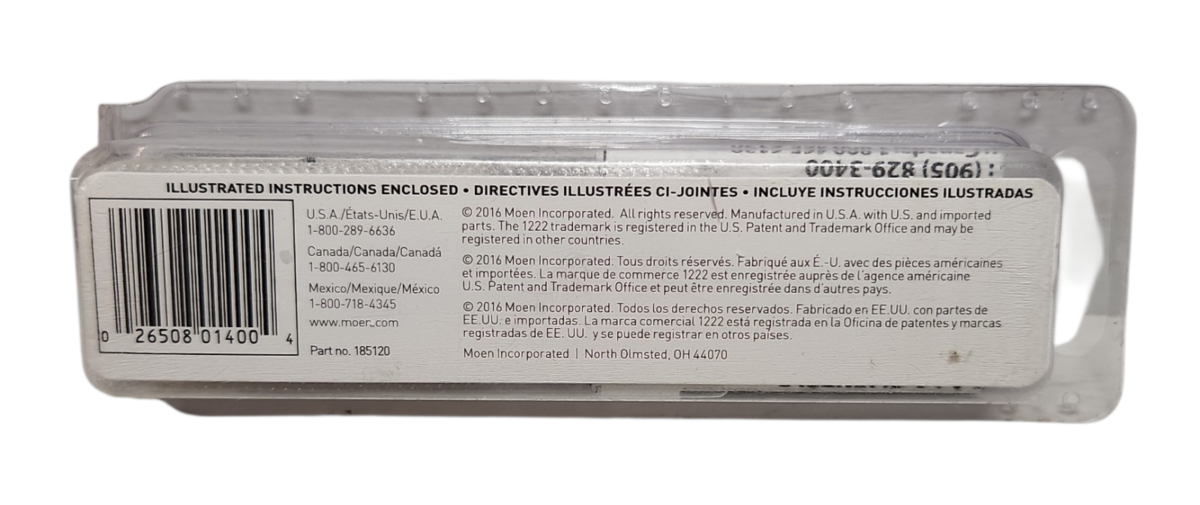 ILLUSTRATED INSTRUCTIONS ENCLOSED • DIRECTIVES ILLUSTRÉES CI-JOINTES • INCLUYE INSTRUCCIONES ILUSTRADAS
0 26508 01400 4
U.S.A./États-Unis/E.U.A.
1-800-289-6636
Canada/Canada/Canadá
1-800-465-6130
Mexico/Mexique/México
1-800-718-4345
www.moen.com
Part no. 185120
© 2016 Moen Incorporated. All rights reserved. Manufactured in U.S.A. with U.S. and imported
parts. The 1222 trademark is registered in the U.S. Patent and Trademark Office and may be
registered in other countries.
© 2016 Moen Incorporated. Tous droits réservés. Fabriqué aux É.-U. avec des pièces américaines
et importées. La marque de commerce 1222 est enregistrée auprès de l'agence américaine
U.S. Patent and Trademark Office et peut être enregistrée dans d'autres pays.
© 2016 Moen Incorporated. Todos los derechos reservados. Fabricado en EE.UU. con partes de
EE.UU. e importadas. La marca comercial 1222 está registrada en la Oficina de patentes y marcas
registradas de EE. UU. y se puede registrar en otros países.
Moen Incorporated | North Olmsted, OH 44070
: (905) 829-3400